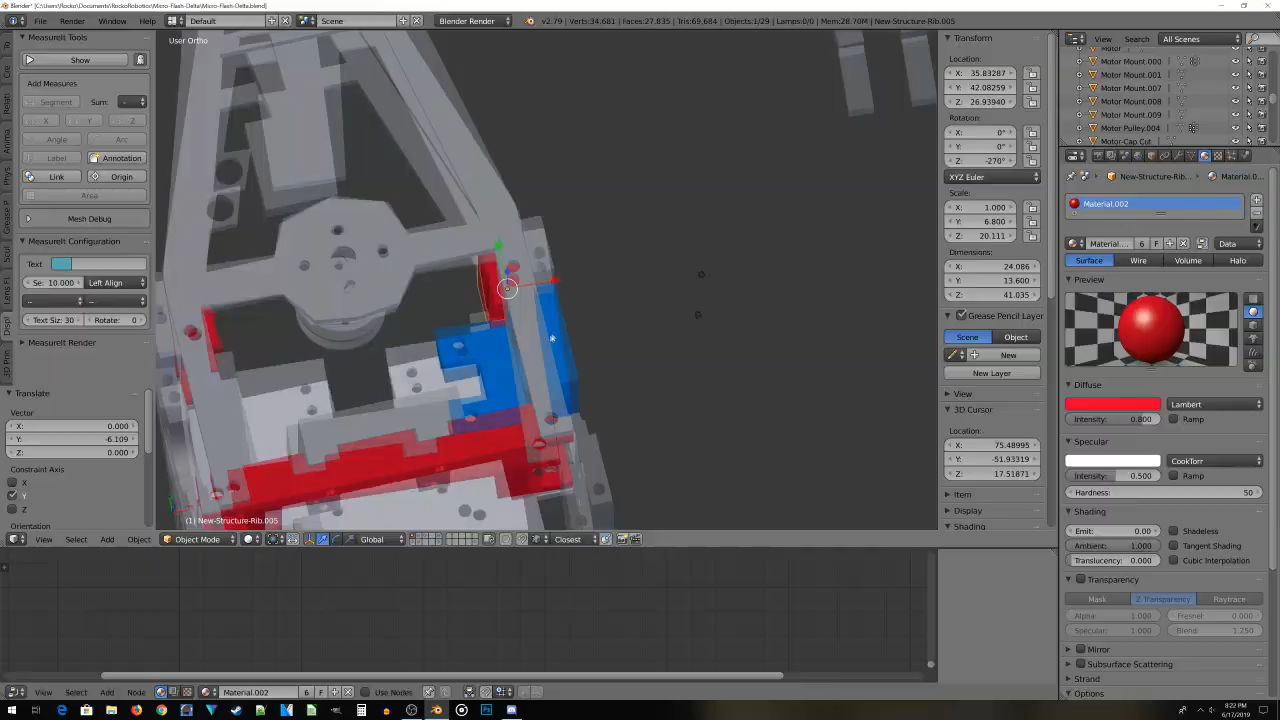 Blender* [C:\Users\Rocko\Documents\RockoRobotics\Micro-Flash-Delta\Micro-Flash-Delta.blend]
File Render Window Help Default Scene Blender Render v2.79 | Verts:34,681 | Faces:27,835 | Tris:69,684 | Objects:1/29 | Lamps:0/0 | Mem:28.70M | New-Structure-Rib.005
MeasureIt Tools
Show
Add Measures
Segment Sum: -
X Y Z
Angle Arc
Label Annotation
Link Origin
Area
Mesh Debug
MeasureIt Configuration
Text
Se: 10.000 Left Align
Text Siz: 30 Rotate: 0
MeasureIt Render
Translate
Vector
X: 0.000
Y: -6.109
Z: 0.000
Constraint Axis
X
Y
Z
Orientation
User Ortho
(1) New-Structure-Rib.005
View Select Add Object Object Mode Global Closest
Transform
Location:
X: 35.83287
Y: 42.08259
Z: 26.93940
Rotation:
X: 0°
Y: 0°
Z: -270°
XYZ Euler
Scale:
X: 1.000
Y: 6.800
Z: 20.111
Dimensions:
X: 24.086
Y: 13.600
Z: 41.035
Grease Pencil Layer
Scene Object
New
New Layer
View
3D Cursor
Location:
X: 75.48995
Y: -51.93319
Z: 17.51871
Item
Display
Shading
View Search All Scenes
Motor
Motor Mount.000
Motor Mount.001
Motor Mount.007
Motor Mount.008
Motor Mount.009
Motor Pulley.004
Motor-Cap Cut
New-Structure-Rib... Material.0...
Material.002
Material.... 6 F Data
Surface Wire Volume Halo
Preview
Diffuse
Lambert
Intensity: 0.800 Ramp
Specular
CookTorr
Intensity: 0.500 Ramp
Hardness: 50
Shading
Emit: 0.00 Shadeless
Ambient: 1.000 Tangent Shading
Translucency: 0.000 Cubic Interpolation
Transparency
Mask Z Transparency Raytrace
Alpha: 1.000 Fresnel: 0.000
Specular: 1.000 Blend: 1.250
Mirror
Subsurface Scattering
Strand
Options
View Select Add Node Material.002 6 F Use Nodes
8:22 PM
6/17/2019